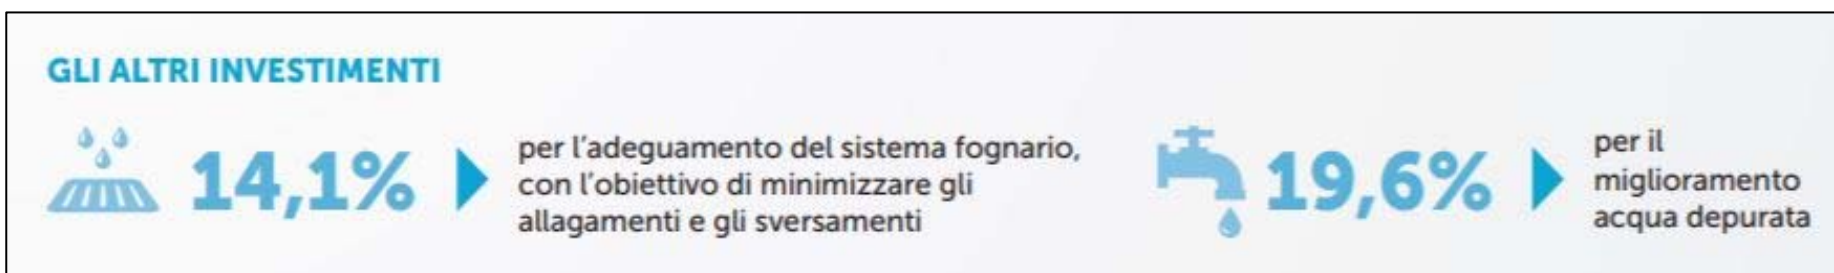 GLI ALTRI INVESTIMENTI
14,1%
per l'adeguamento del sistema fognario,
con l'obiettivo di minimizzare gli
allagamenti e gli sversamenti
19,6%
per il
miglioramento
acqua depurata